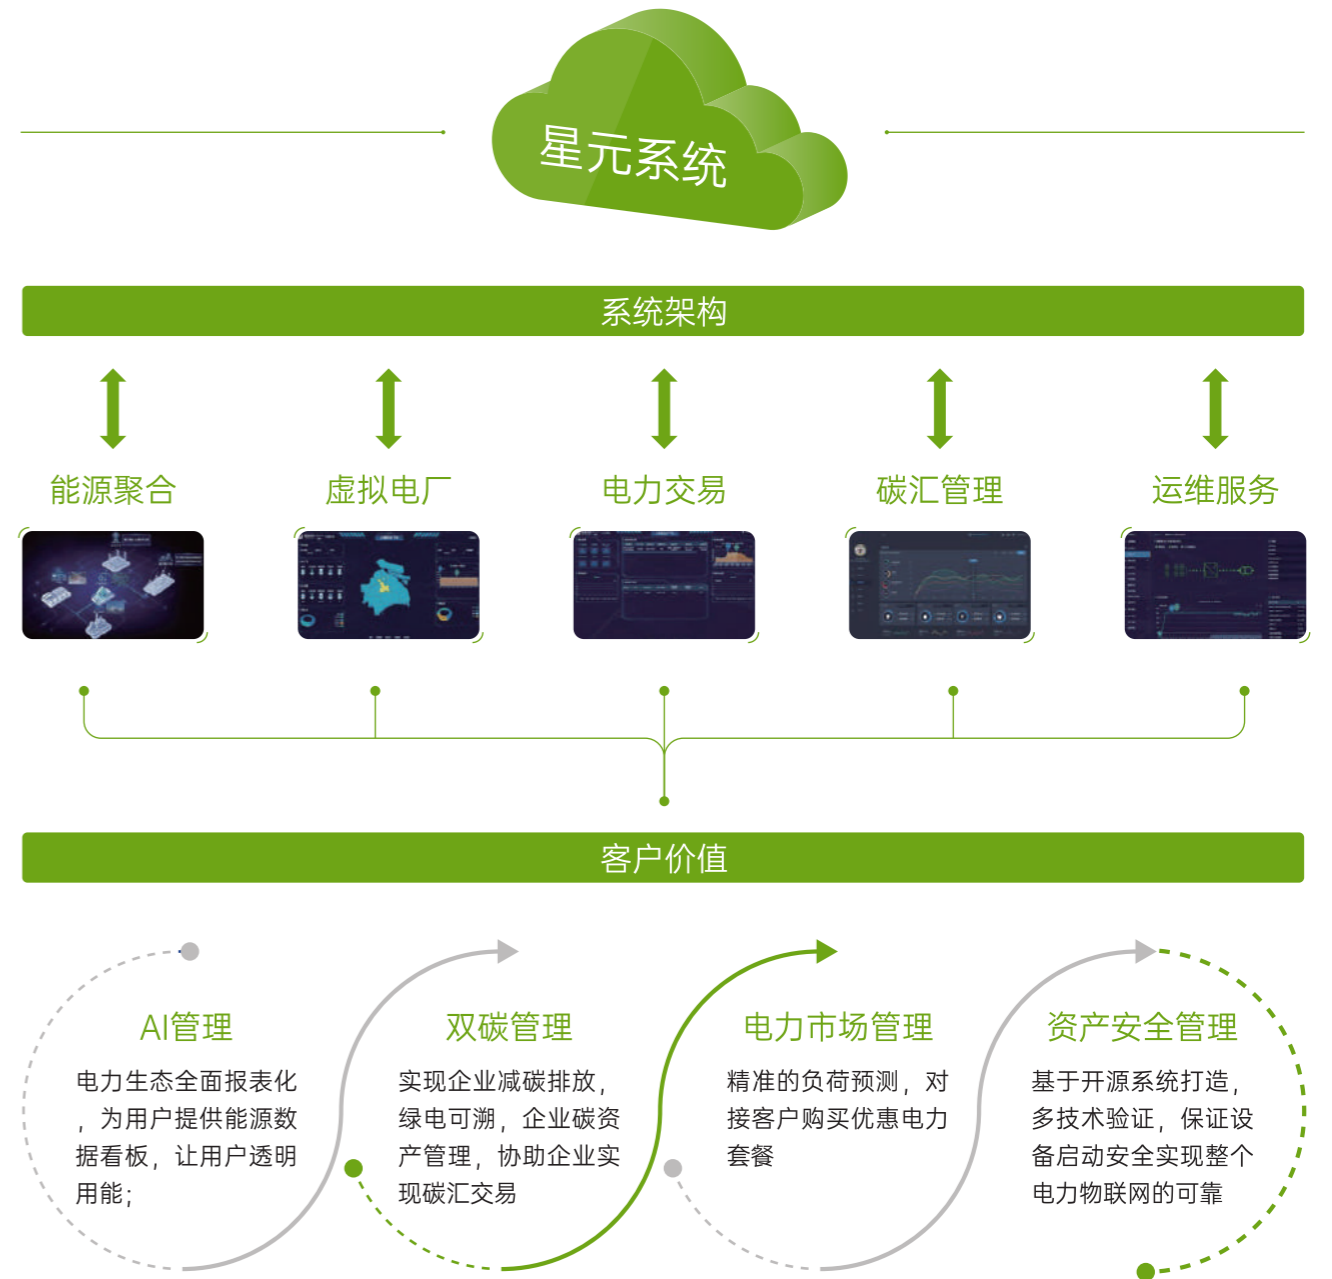 星元系统
系统架构
能源聚合
虚拟电厂
电力交易
碳汇管理
运维服务
客户价值
AI管理
电力生态全面报表化
，为用户提供能源数
据看板，让用户透明
用能；
双碳管理
实现企业减碳排放，
绿电可溯，企业碳资
产管理，协助企业实
现碳汇交易
电力市场管理
精准的负荷预测，对
接客户购买优惠电力
套餐
资产安全管理
基于开源系统打造，
多技术验证，保证设
备启动安全实现整个
电力物联网的可靠